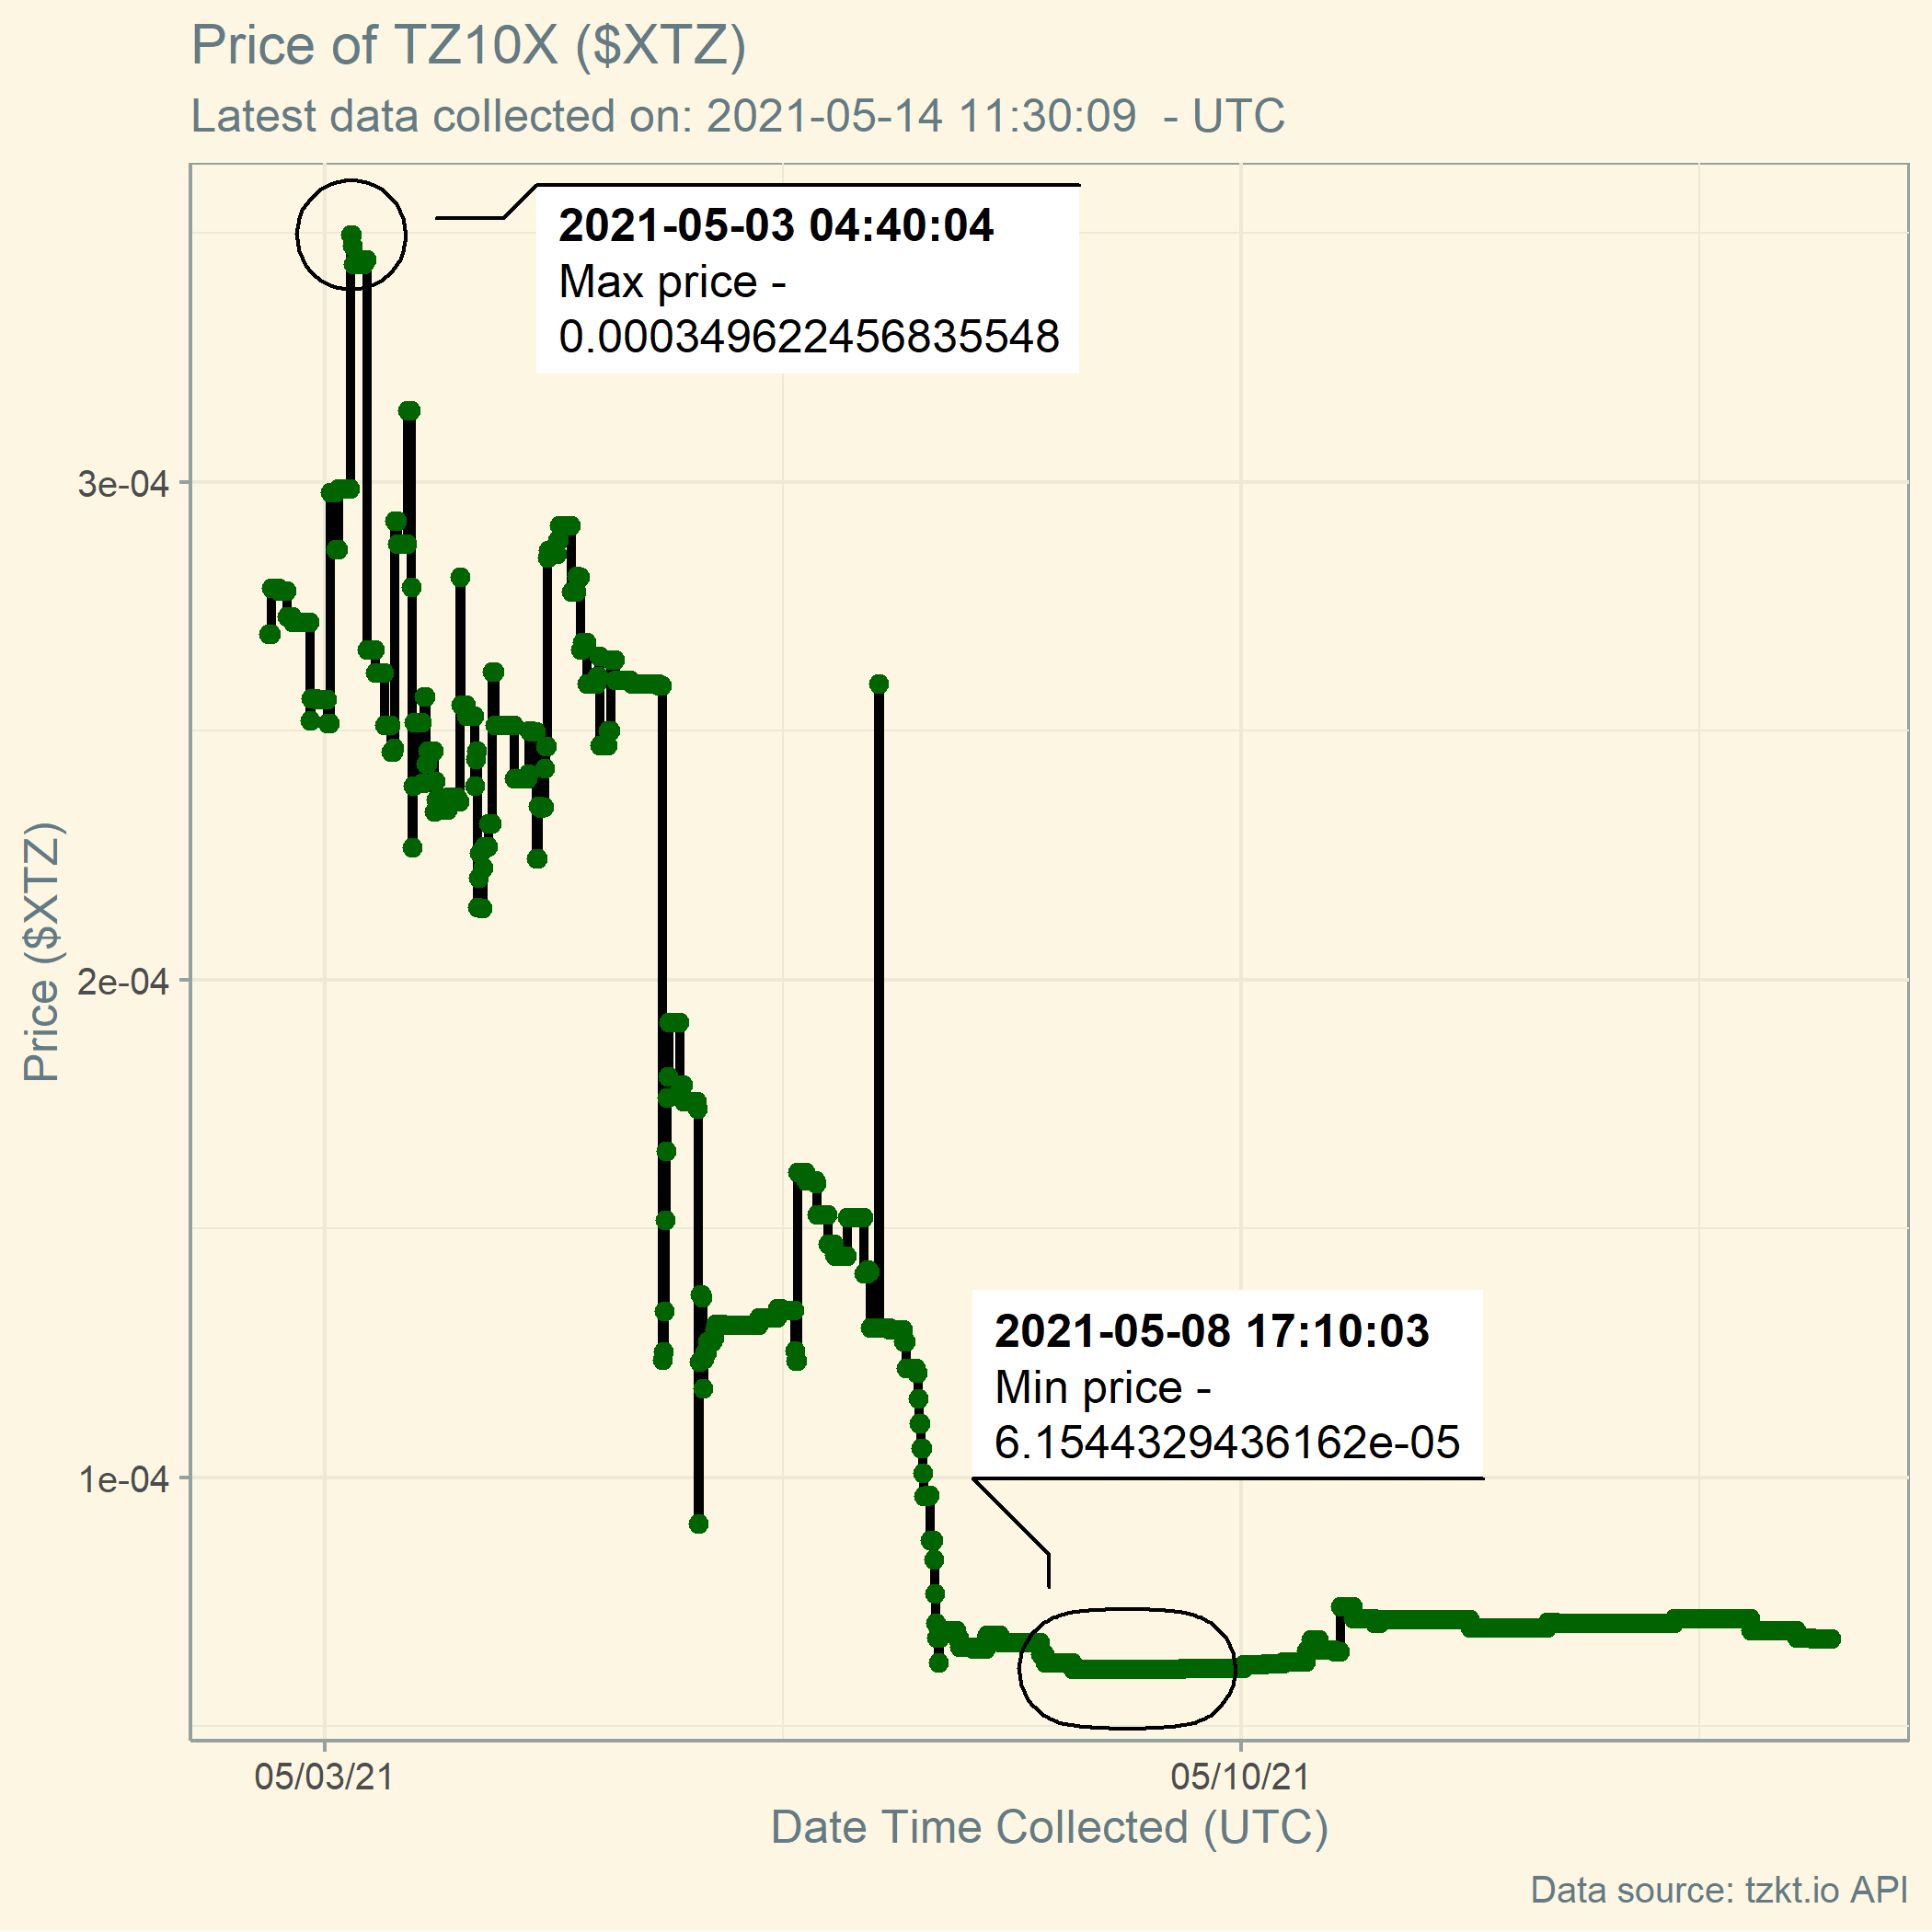 Price of TZ10X ($XTZ)
Latest data collected on: 2021-05-14 11:30:09  - UTC
2021-05-03 04:40:04
Max price -
0.000349622456835548
3e-04
2e-04
1e-04
Price ($XTZ)
2021-05-08 17:10:03
Min price -
6.1544329436162e-05
05/03/21
05/10/21
Date Time Collected (UTC)
Data source: tzkt.io API